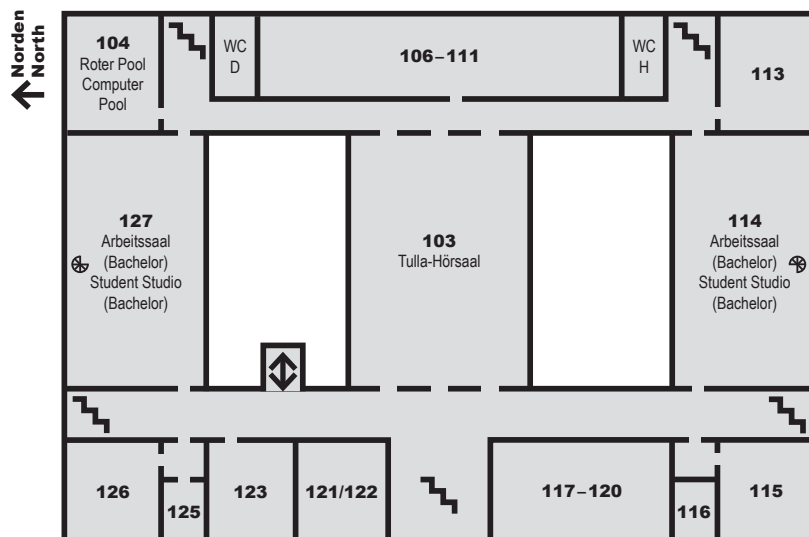 Norden
North
104
Roter Pool
Computer
Pool
WC
D
106–111
WC
H
113
127
Arbeitssaal
(Bachelor)
Student Studio
(Bachelor)
103
Tulla-Hörsaal
114
Arbeitssaal
(Bachelor)
Student Studio
(Bachelor)
126
125
123
121/122
117–120
116
115